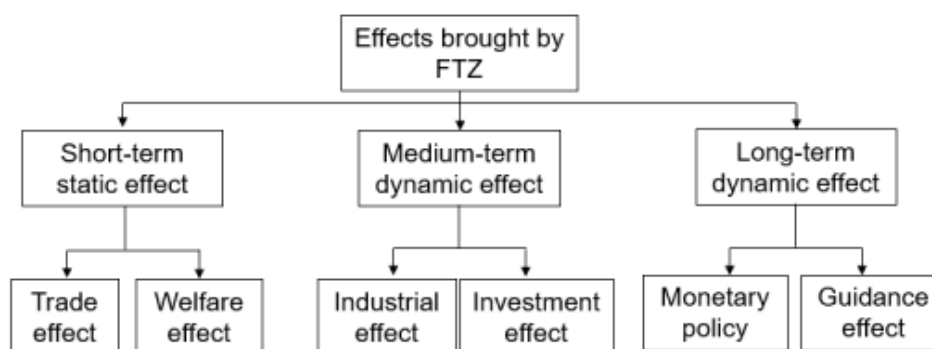 Effects brought by
FTZ
Short-term
static effect
Medium-term
dynamic effect
Long-term
dynamic effect
Trade
effect
Welfare
effect
Industrial
effect
Investment
effect
Monetary
policy
Guidance
effect